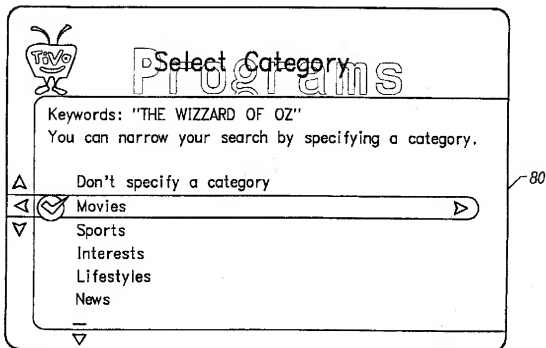 TiVo
Programs
Select Category
Keywords: "THE WIZZARD OF OZ"
You can narrow your search by specifying a category.
Don't specify a category
Movies
Sports
Interests
Lifestyles
News
80